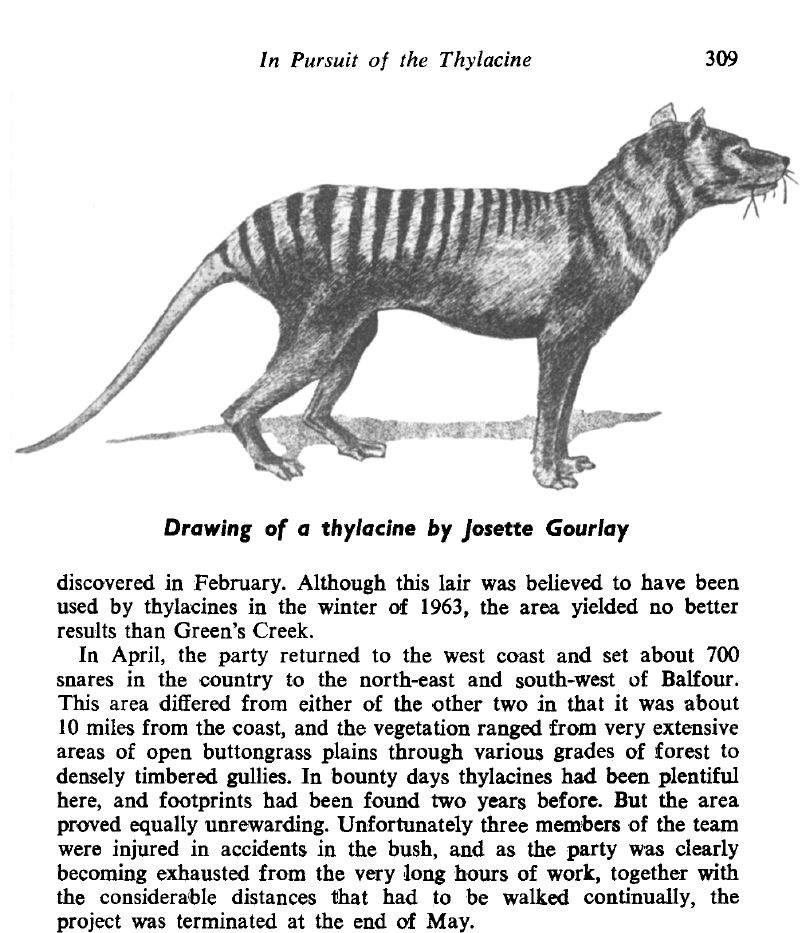 In Pursuit of the Thylacine 309
Drawing of a thylacine by Josette Gourlay
discovered in February. Although this lair was believed to have been
used by thylacines in the winter of 1963, the area yielded no better
results than Green's Creek.
In April, the party returned to the west coast and set about 700
snares in the country to the north-east and south-west of Balfour.
This area differed from either of the other two in that it was about
10 miles from the coast, and the vegetation ranged from very extensive
areas of open buttongrass plains through various grades of forest to
densely timbered gullies. In bounty days thylacines had been plentiful
here, and footprints had been found two years before. But the area
proved equally unrewarding. Unfortunately three members of the team
were injured in accidents in the bush, and as the party was clearly
becoming exhausted from the very long hours of work, together with
the considerable distances that had to be walked continually, the
project was terminated at the end of May.